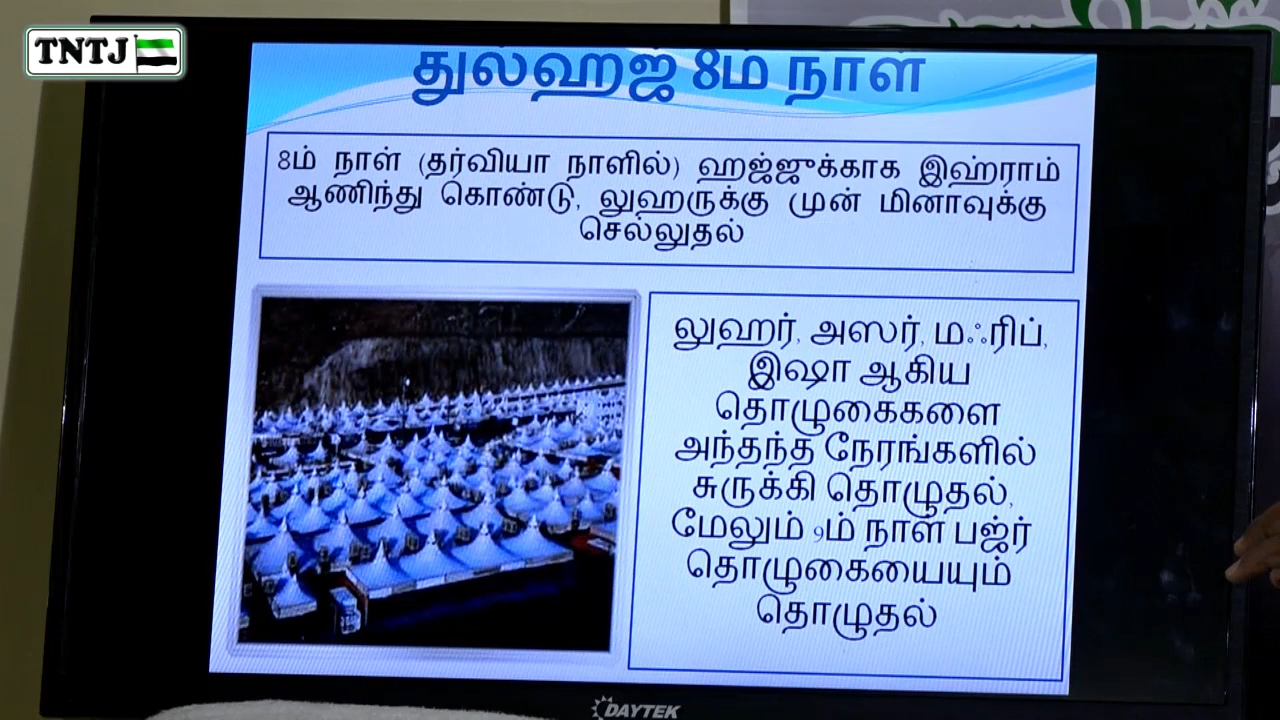 TNTJ
துல்ஹஜ் 8ம் நாள்
8ம் நாள் (தர்வியா நாளில்) ஹஜ்ஜுக்காக இஹ்ராம்
ஆணிந்து கொண்டு, லுஹருக்கு முன் மினாவுக்கு
செல்லுதல்
லுஹர், அஸர், மஃரிப்,
இஷா ஆகிய
தொழுகைகளை
அந்தந்த நேரங்களில்
சுருக்கி தொழுதல்,
மேலும் 9ம் நாள் பஜ்ர்
தொழுகையையும்
தொழுதல்
DAYTEK